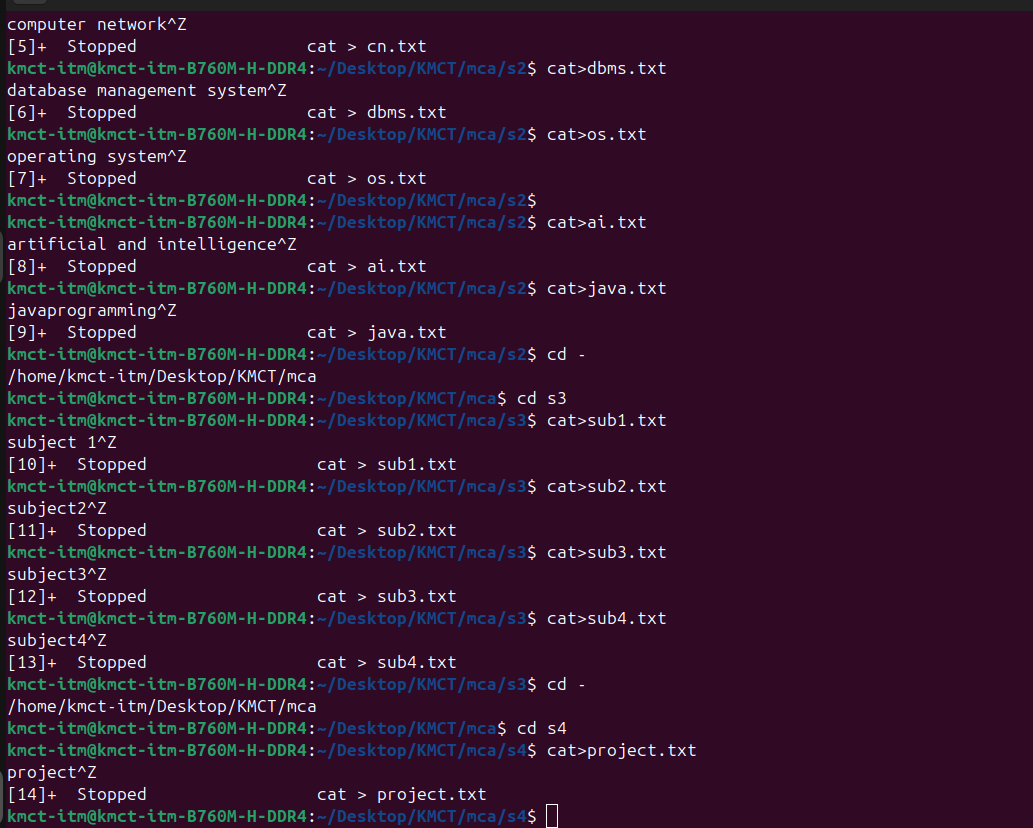 computer network^Z
[5]+  Stopped                 cat > cn.txt
kmct-itm@kmct-itm-B760M-H-DDR4:~/Desktop/KMCT/mca/s2$ cat>dbms.txt
database management system^Z
[6]+  Stopped                 cat > dbms.txt
kmct-itm@kmct-itm-B760M-H-DDR4:~/Desktop/KMCT/mca/s2$ cat>os.txt
operating system^Z
[7]+  Stopped                 cat > os.txt
kmct-itm@kmct-itm-B760M-H-DDR4:~/Desktop/KMCT/mca/s2$
kmct-itm@kmct-itm-B760M-H-DDR4:~/Desktop/KMCT/mca/s2$ cat>ai.txt
artificial and intelligence^Z
[8]+  Stopped                 cat > ai.txt
kmct-itm@kmct-itm-B760M-H-DDR4:~/Desktop/KMCT/mca/s2$ cat>java.txt
javaprogramming^Z
[9]+  Stopped                 cat > java.txt
kmct-itm@kmct-itm-B760M-H-DDR4:~/Desktop/KMCT/mca/s2$ cd -
/home/kmct-itm/Desktop/KMCT/mca
kmct-itm@kmct-itm-B760M-H-DDR4:~/Desktop/KMCT/mca$ cd s3
kmct-itm@kmct-itm-B760M-H-DDR4:~/Desktop/KMCT/mca/s3$ cat>sub1.txt
subject 1^Z
[10]+  Stopped                 cat > sub1.txt
kmct-itm@kmct-itm-B760M-H-DDR4:~/Desktop/KMCT/mca/s3$ cat>sub2.txt
subject2^Z
[11]+  Stopped                 cat > sub2.txt
kmct-itm@kmct-itm-B760M-H-DDR4:~/Desktop/KMCT/mca/s3$ cat>sub3.txt
subject3^Z
[12]+  Stopped                 cat > sub3.txt
kmct-itm@kmct-itm-B760M-H-DDR4:~/Desktop/KMCT/mca/s3$ cat>sub4.txt
subject4^Z
[13]+  Stopped                 cat > sub4.txt
kmct-itm@kmct-itm-B760M-H-DDR4:~/Desktop/KMCT/mca/s3$ cd -
/home/kmct-itm/Desktop/KMCT/mca
kmct-itm@kmct-itm-B760M-H-DDR4:~/Desktop/KMCT/mca$ cd s4
kmct-itm@kmct-itm-B760M-H-DDR4:~/Desktop/KMCT/mca/s4$ cat>project.txt
project^Z
[14]+  Stopped                 cat > project.txt
kmct-itm@kmct-itm-B760M-H-DDR4:~/Desktop/KMCT/mca/s4$